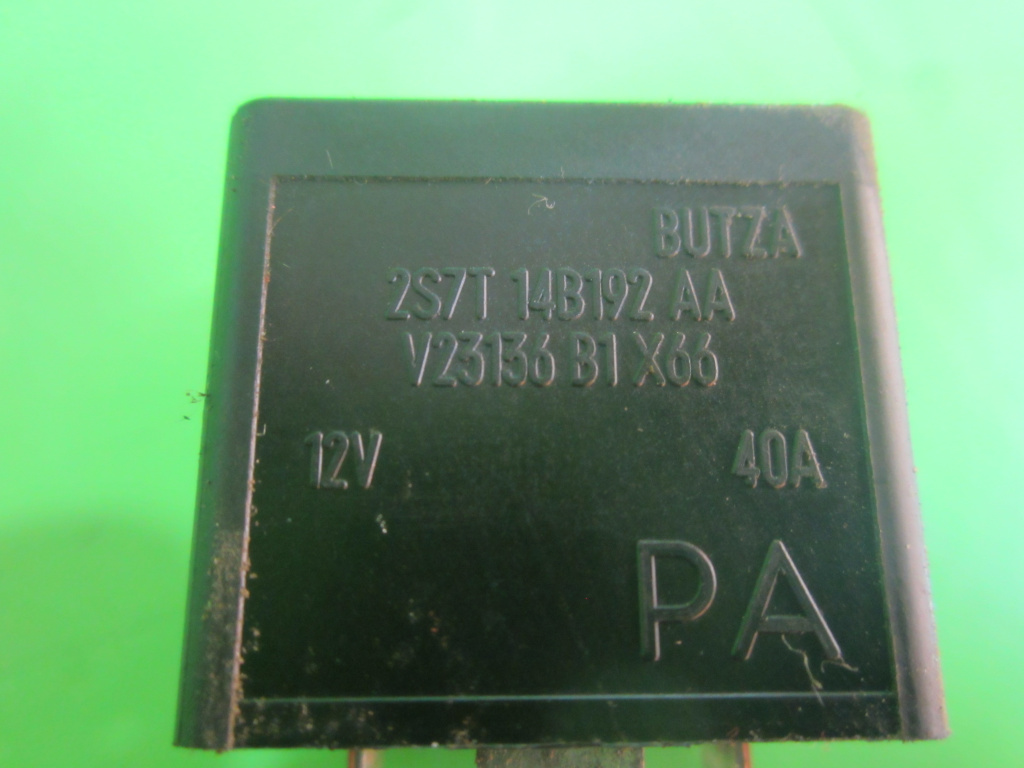 BUTZA
2S7T 14B192 AA
V23136 B1 X66
12V 40A
PA